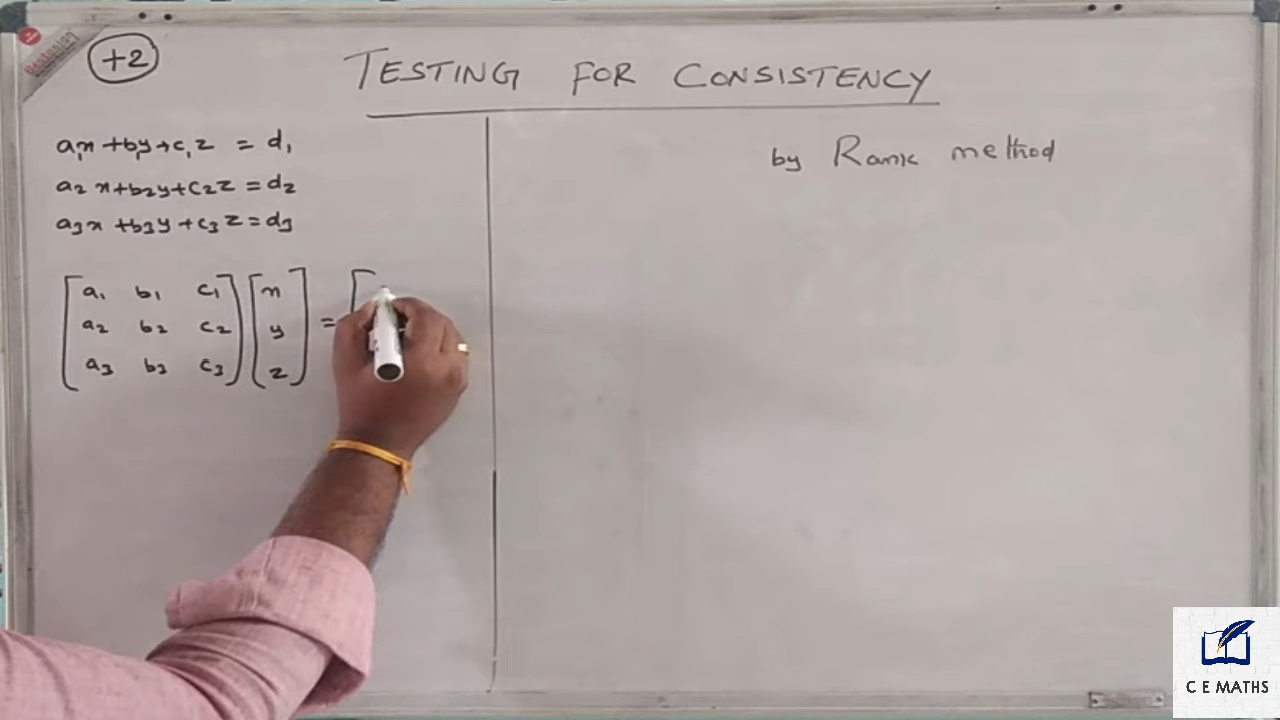 Bestosign
+2
TESTING FOR CONSISTENCY
by Rank method
a₁x + b₁y + c₁z = d₁
a₂x + b₂y + c₂z = d₂
a₃x + b₃y + c₃z = d₃
[a₁ b₁ c₁] [x] = [
[a₂ b₂ c₂] [y]
[a₃ b₃ c₃] [z]
C E MATHS